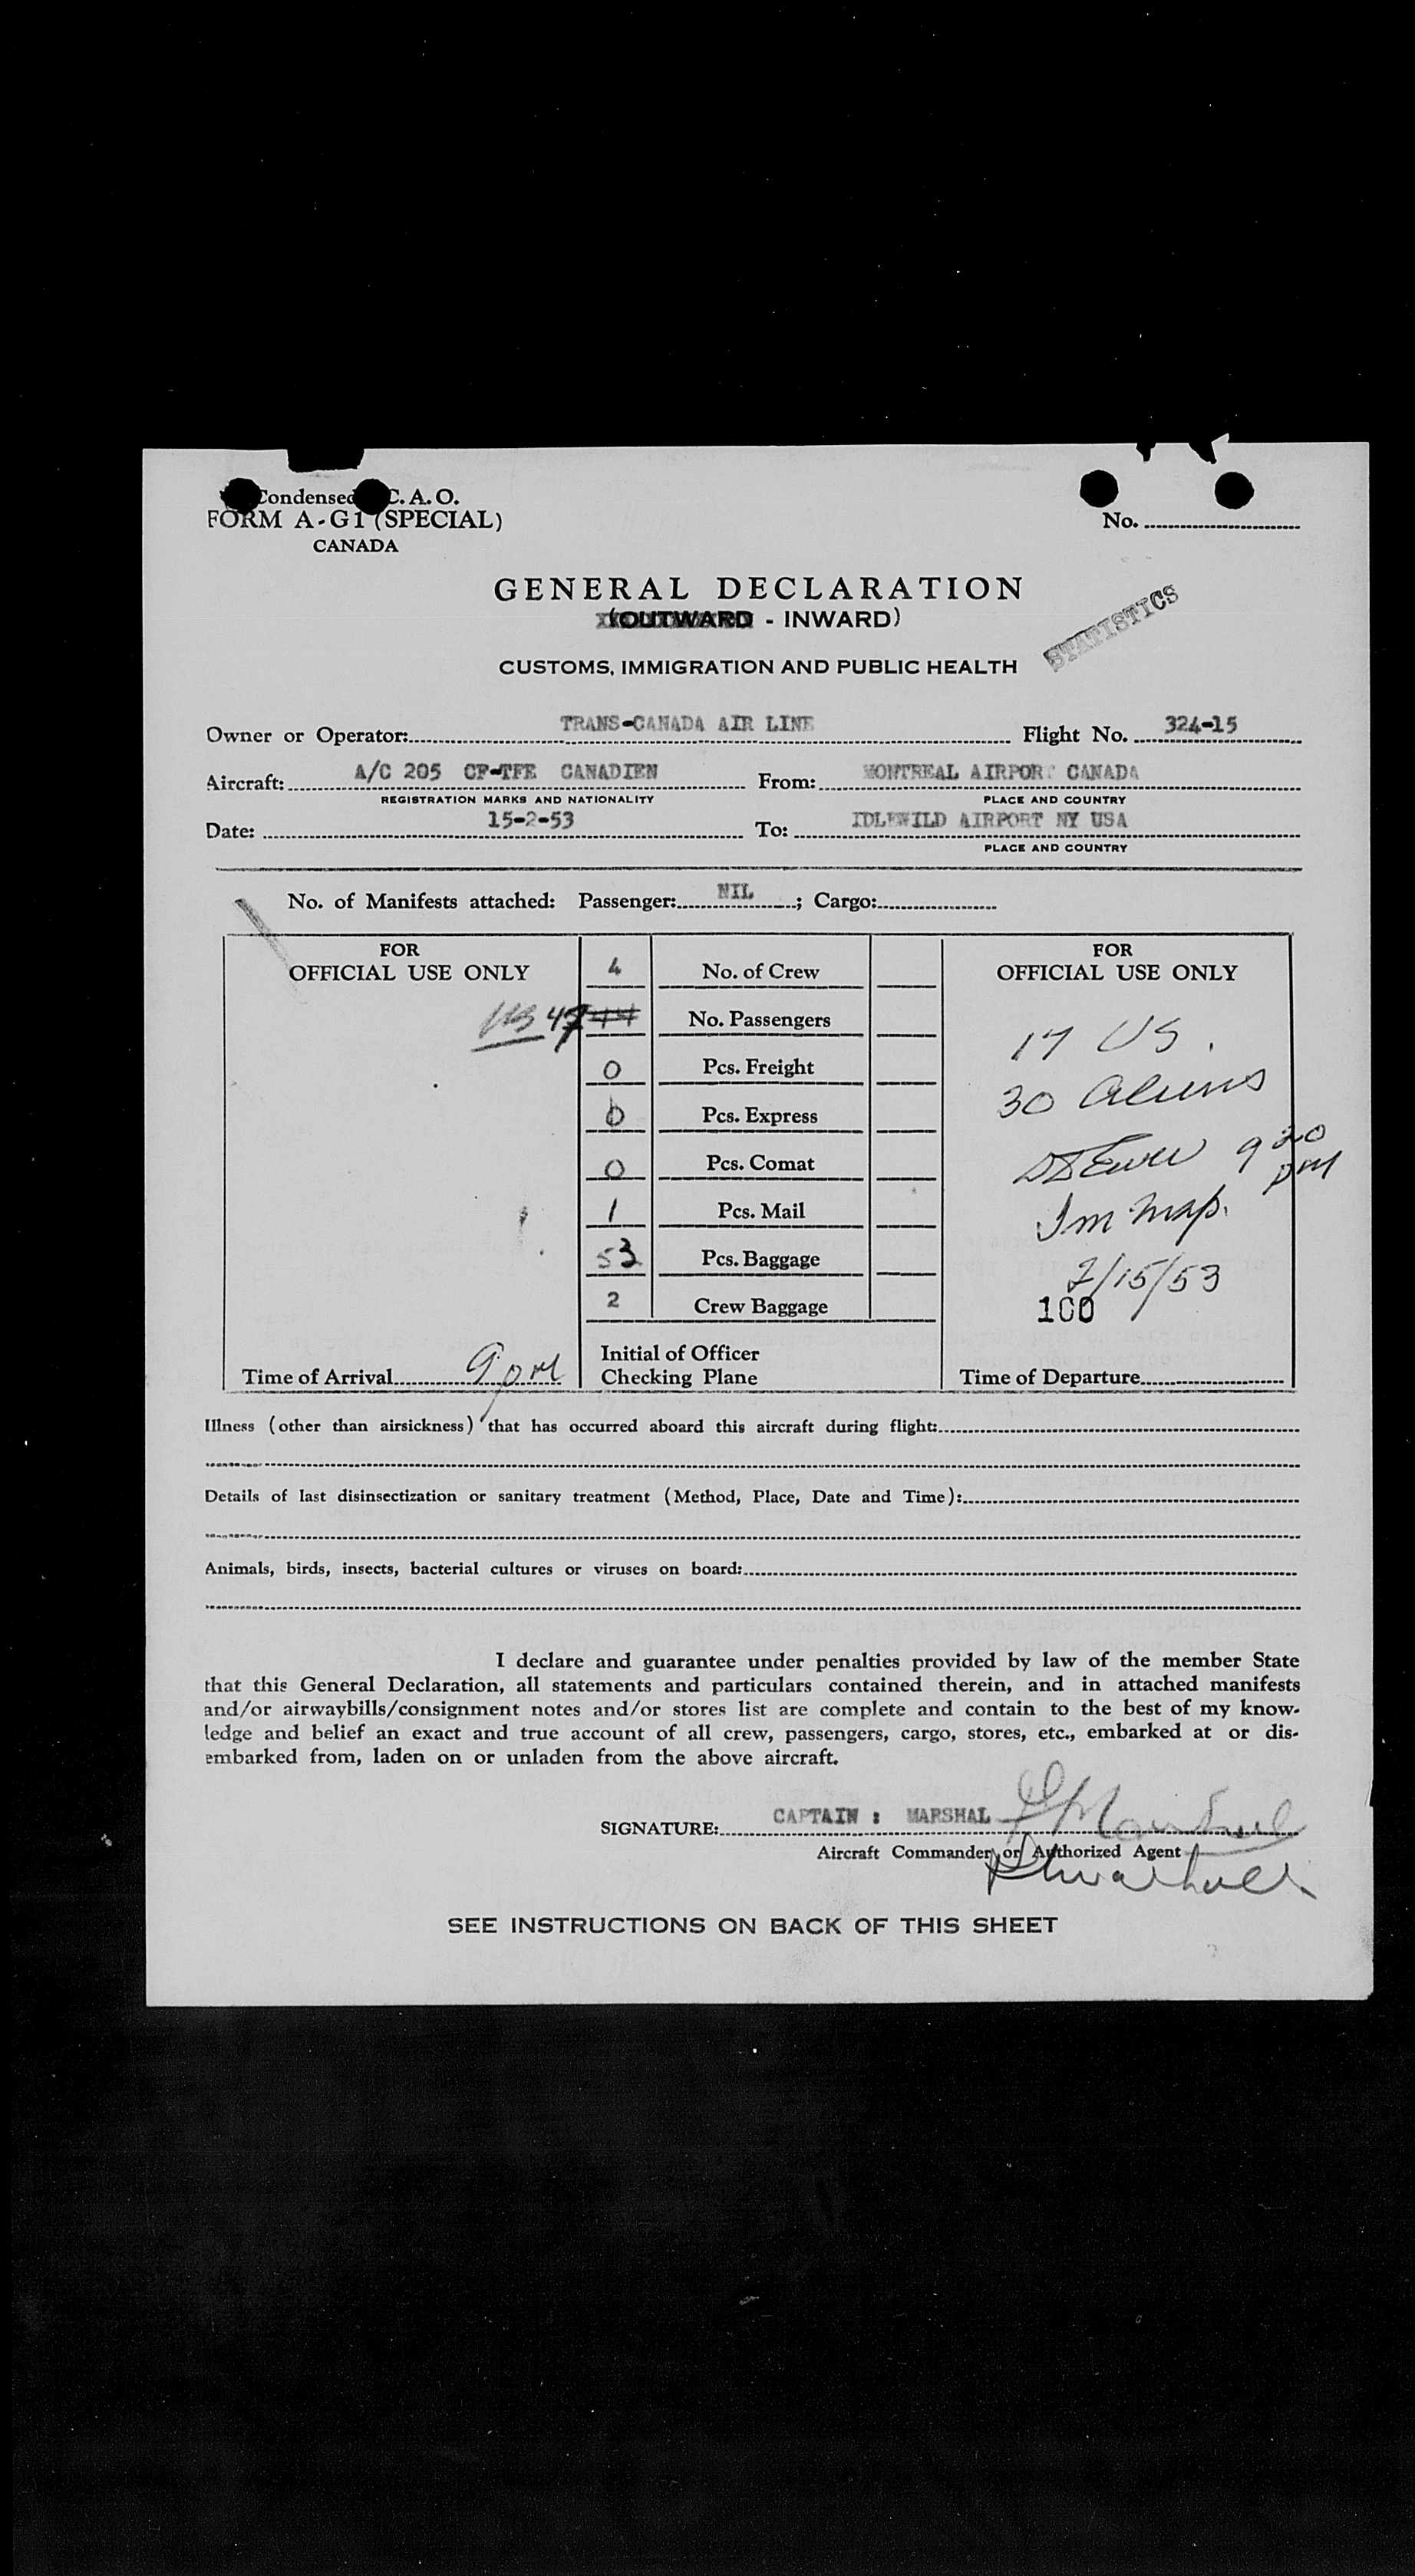 Condensed C. A. O.
FORM A-G1 (SPECIAL)
CANADA
No.
GENERAL DECLARATION
(OUTWARD - INWARD)
STATISTICS
CUSTOMS, IMMIGRATION AND PUBLIC HEALTH
Owner or Operator: TRANS-CANADA AIR LINE Flight No. 324-15
Aircraft: A/C 205 CF-TFE CANADIEN From: MONTREAL AIRPORT CANADA
REGISTRATION MARKS AND NATIONALITY PLACE AND COUNTRY
Date: 15-2-53 To: IDLEWILD AIRPORT NY USA
PLACE AND COUNTRY
No. of Manifests attached: Passenger: NIL ; Cargo:
FOR OFFICIAL USE ONLY
4 No. of Crew
47 44 No. Passengers
0 Pcs. Freight
0 Pcs. Express
0 Pcs. Comat
1 Pcs. Mail
53 Pcs. Baggage
2 Crew Baggage
Time of Arrival 9 pm
Initial of Officer
Checking Plane
FOR
OFFICIAL USE ONLY
17 US.
30 Aliens
9 20 pm
Im Insp.
2/15/53
100
Time of Departure
Illness (other than airsickness) that has occurred aboard this aircraft during flight:
Details of last disinsectization or sanitary treatment (Method, Place, Date and Time):
Animals, birds, insects, bacterial cultures or viruses on board:
I declare and guarantee under penalties provided by law of the member State
that this General Declaration, all statements and particulars contained therein, and in attached manifests
and/or airwaybills/consignment notes and/or stores list are complete and contain to the best of my know-
ledge and belief an exact and true account of all crew, passengers, cargo, stores, etc., embarked at or dis-
embarked from, laden on or unladen from the above aircraft.
SIGNATURE: CAPTAIN : MARSHAL
Aircraft Commander or Authorized Agent
SEE INSTRUCTIONS ON BACK OF THIS SHEET